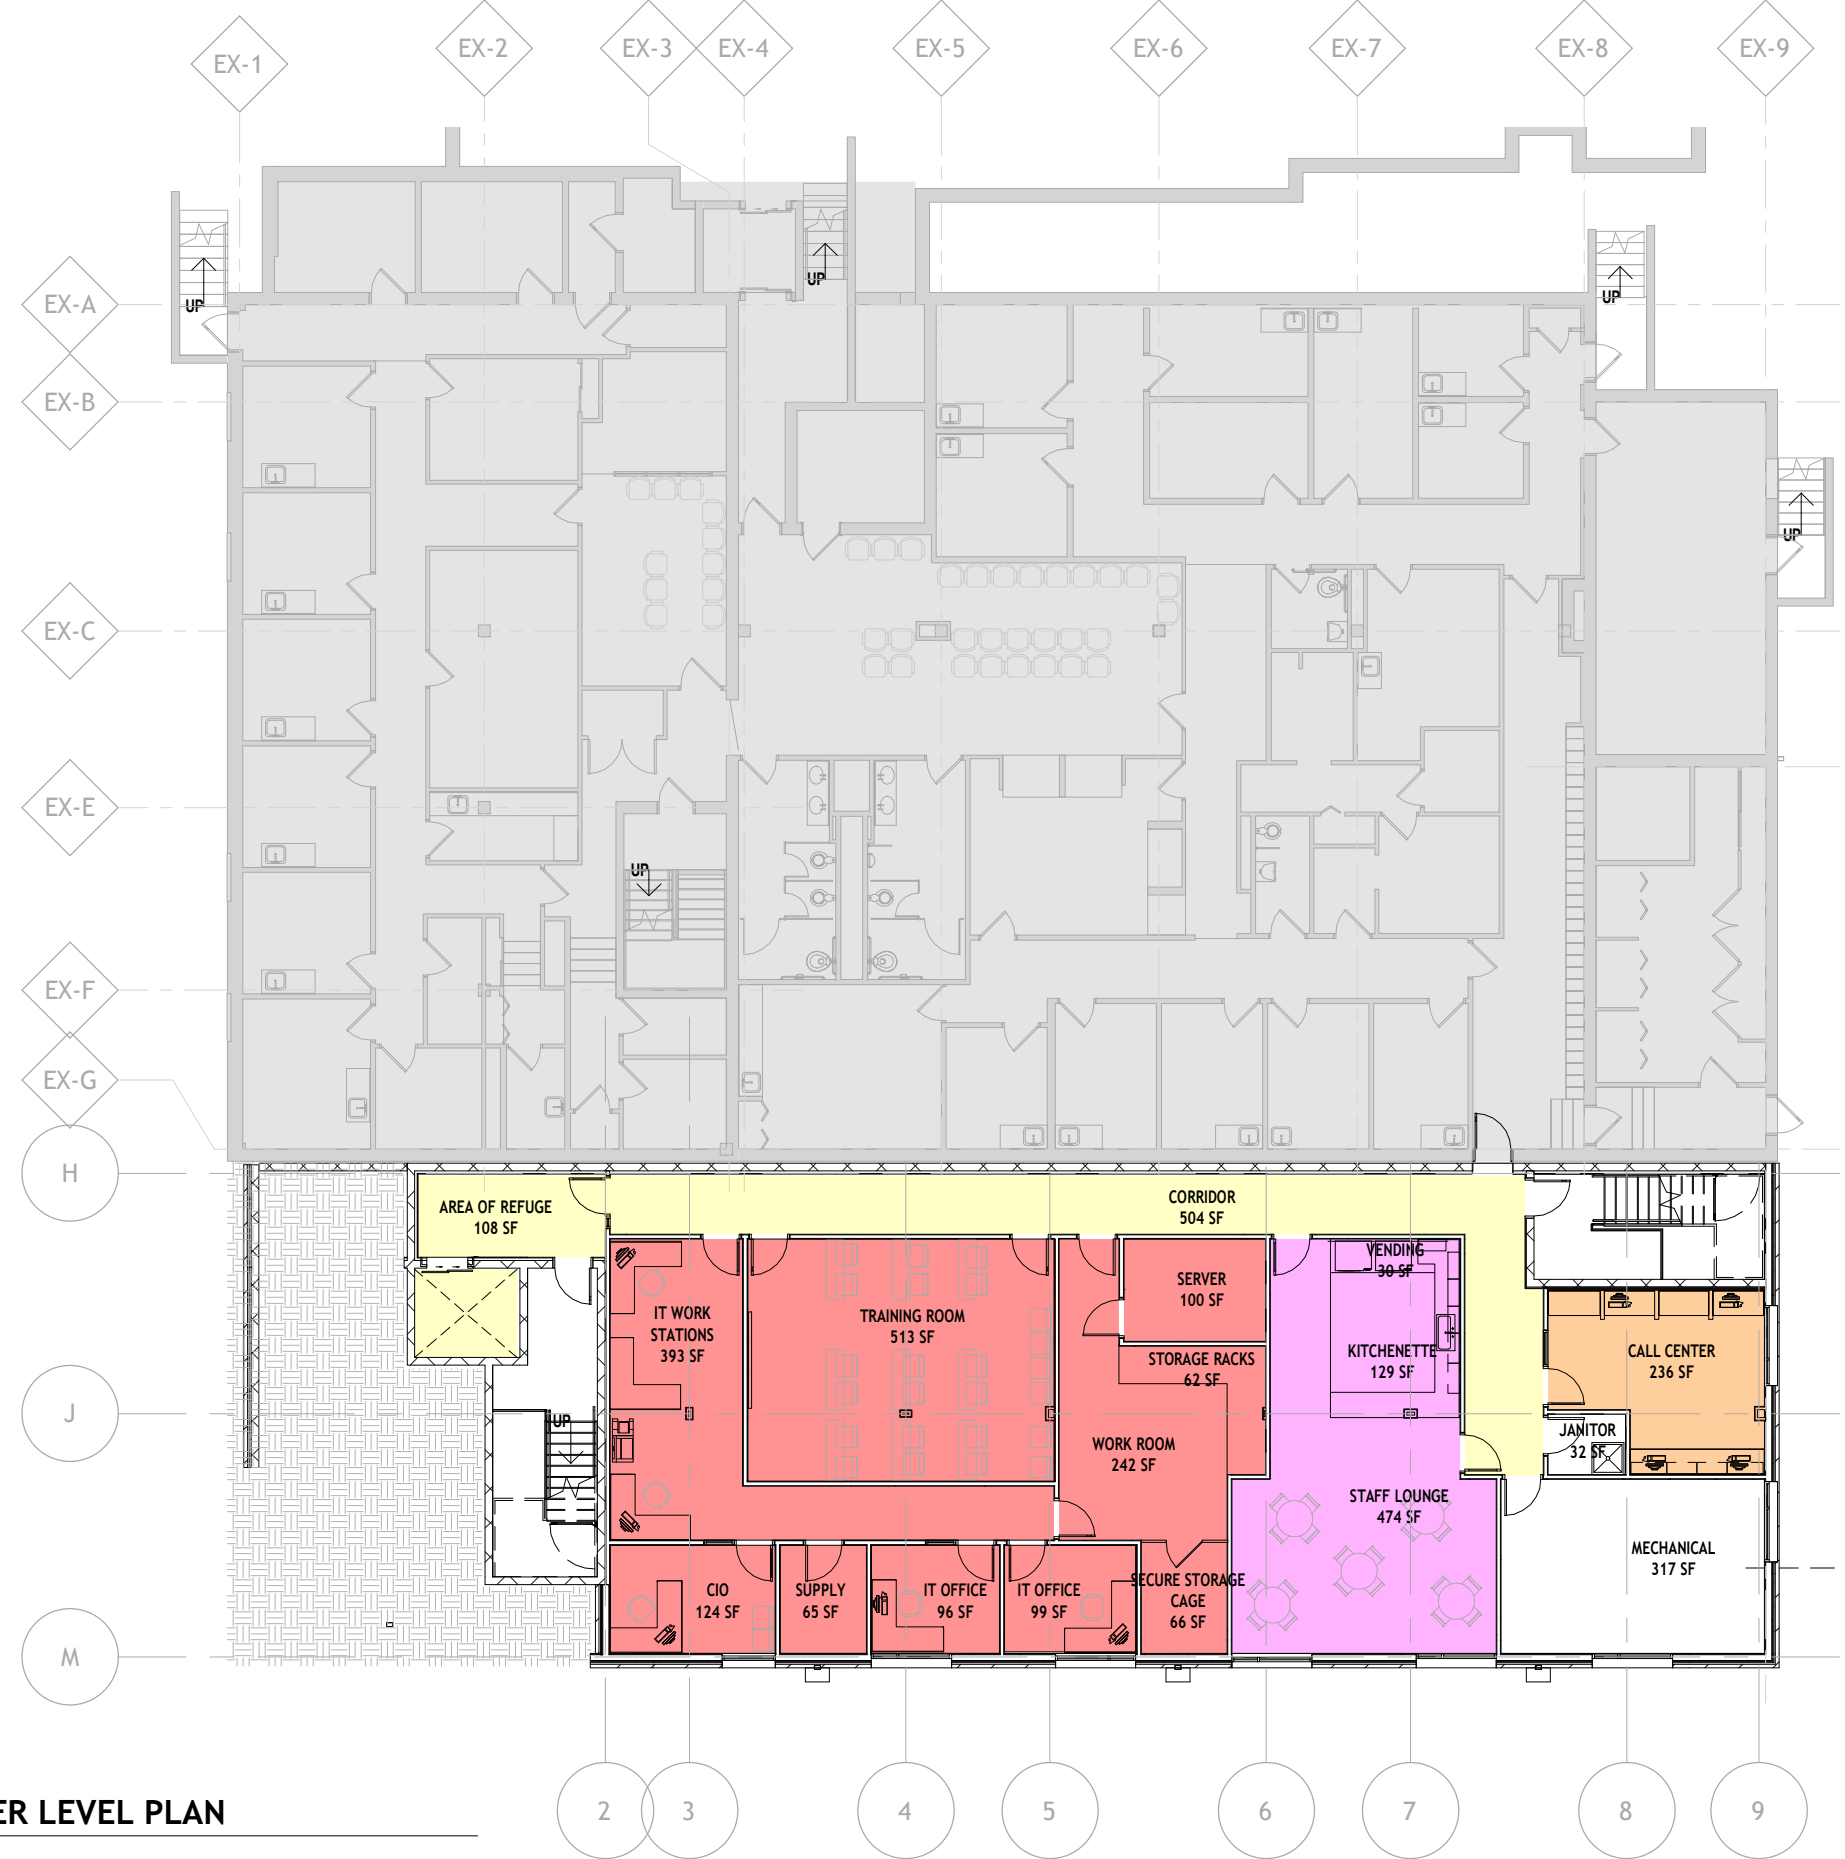 EX-1
EX-2
EX-3
EX-4
EX-5
EX-6
EX-7
EX-8
EX-9
EX-A
EX-B
EX-C
EX-E
EX-F
EX-G
H
J
M
UP
UP
UP
UP
UP
AREA OF REFUGE
108 SF
CORRIDOR
504 SF
VENDING
30 SF
SERVER
100 SF
IT WORK
STATIONS
393 SF
TRAINING ROOM
513 SF
STORAGE RACKS
62 SF
KITCHENETTE
129 SF
CALL CENTER
236 SF
UP
WORK ROOM
242 SF
JANITOR
32 SF
STAFF LOUNGE
474 SF
MECHANICAL
317 SF
CIO
124 SF
SUPPLY
65 SF
IT OFFICE
96 SF
IT OFFICE
99 SF
SECURE STORAGE
CAGE
66 SF
2
3
4
5
6
7
8
9
ER LEVEL PLAN